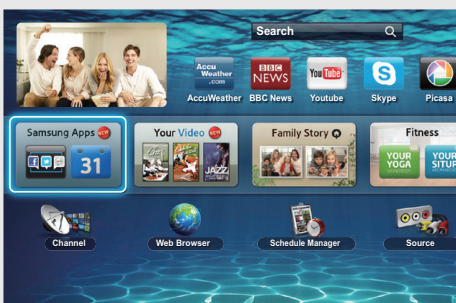 Search
Accu
Weather
.com
BBC
NEWS
You Tube
S
AccuWeather
BBC News
Youtube
Skype
Picasa
Samsung Apps NEW
Your Video NEW
Family Story
Fitness
31
JAZZ
YOUR
YOGA
YOUR
SITUP
Channel
Web Browser
Schedule Manager
Source